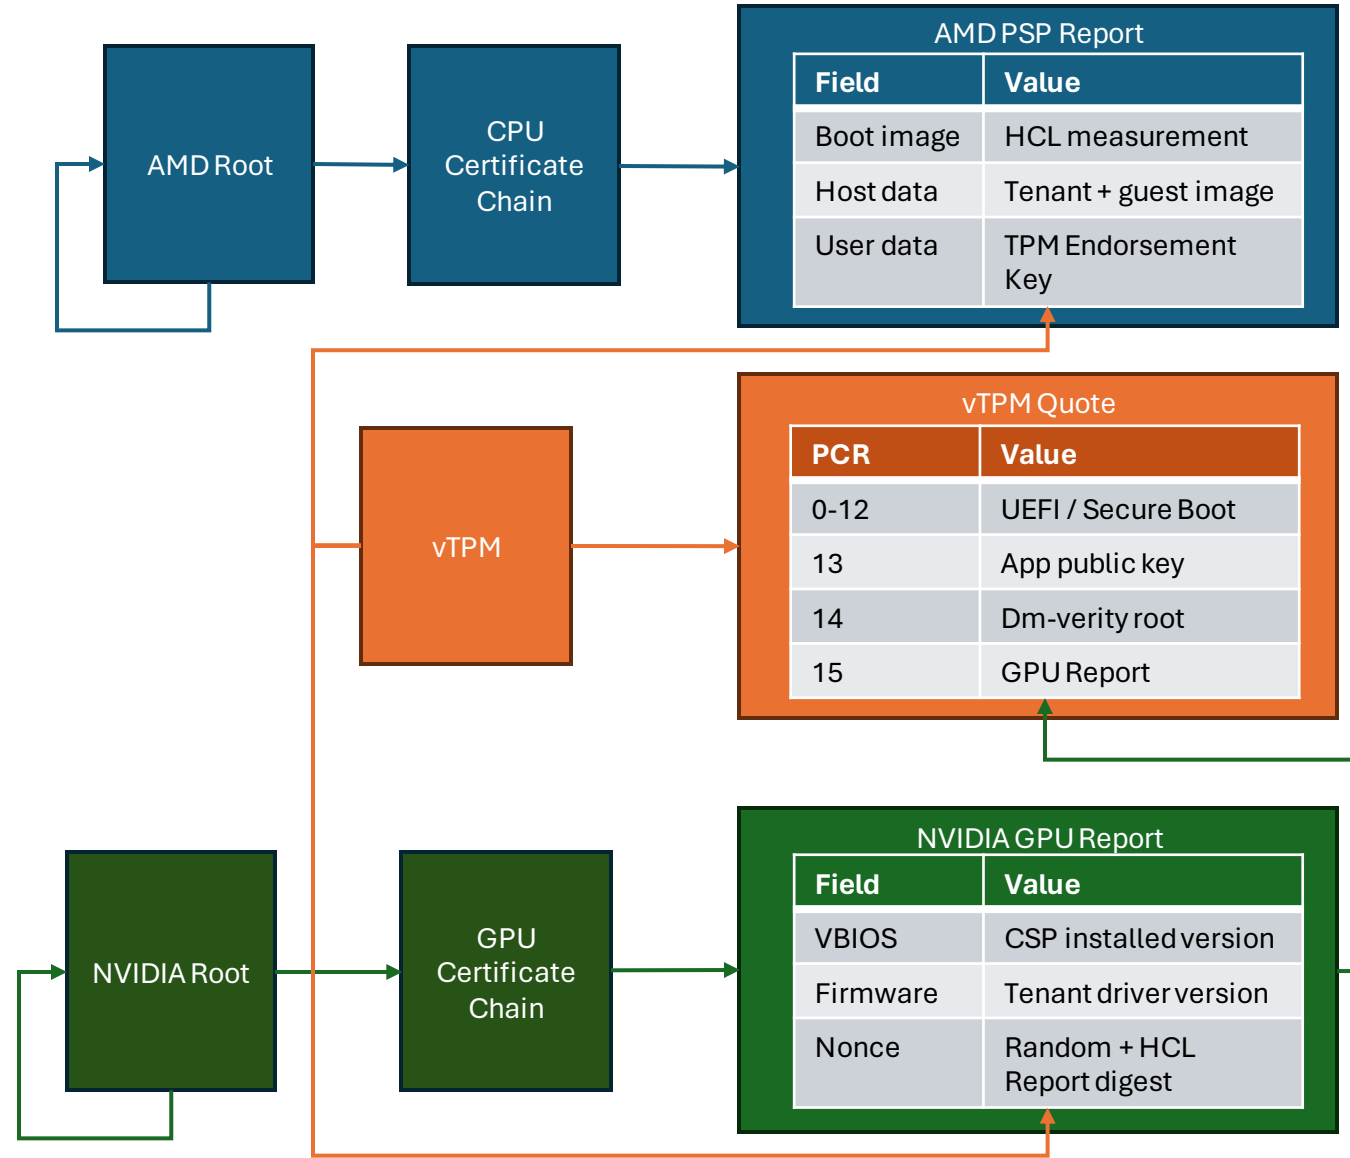 AMD PSP Report
Field Value
Boot image HCL measurement
Host data Tenant + guest image
User data TPM Endorsement
Key
AMD Root
CPU
Certificate
Chain
vTPM Quote
PCR Value
0-12 UEFI / Secure Boot
13 App public key
14 Dm-verity root
15 GPU Report
vTPM
NVIDIA GPU Report
Field Value
VBIOS CSP installed version
Firmware Tenant driver version
Nonce Random + HCL
Report digest
NVIDIA Root
GPU
Certificate
Chain